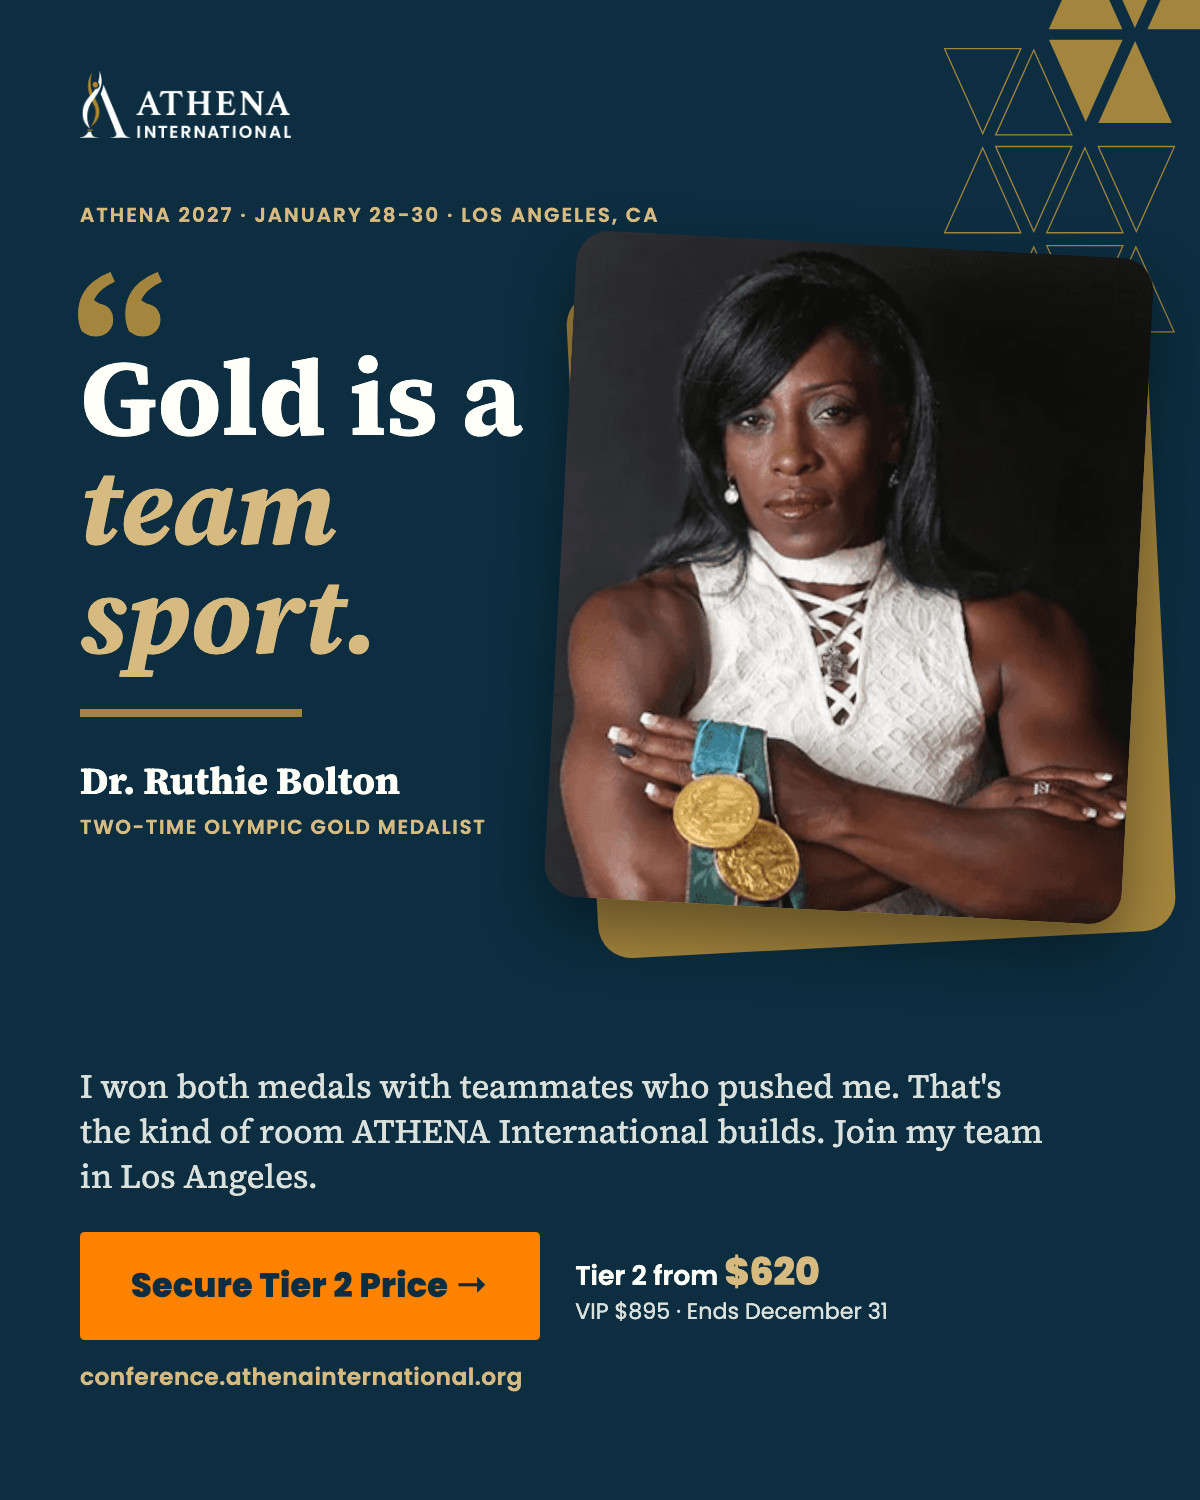 ATHENA
INTERNATIONAL
ATHENA 2027 · JANUARY 28-30 · LOS ANGELES, CA
“
Gold is a
team
sport.
Dr. Ruthie Bolton
TWO-TIME OLYMPIC GOLD MEDALIST
I won both medals with teammates who pushed me. That's
the kind of room ATHENA International builds. Join my team
in Los Angeles.
Secure Tier 2 Price →
Tier 2 from $620
VIP $895 · Ends December 31
conference.athenainternational.org